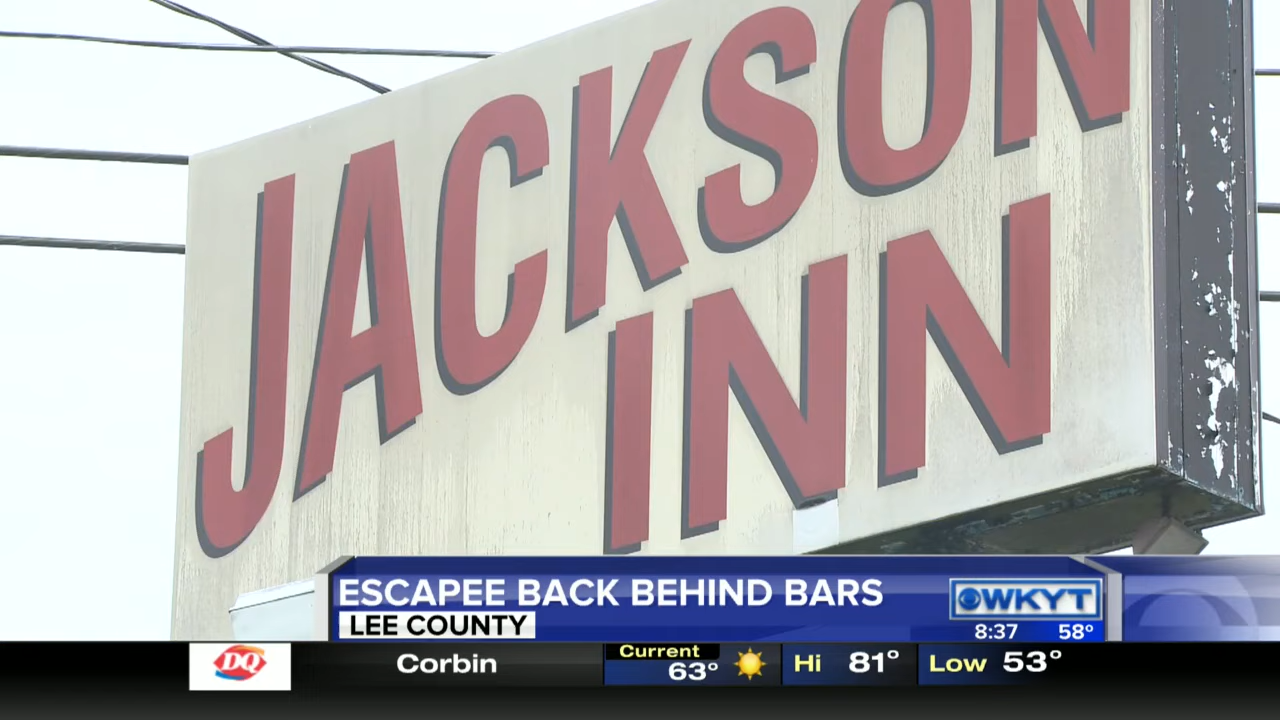 JACKSON
INN
ESCAPEE BACK BEHIND BARS
WKYT
LEE COUNTY
8:37 58°
DQ
Corbin
Current
63°
Hi 81°
Low 53°